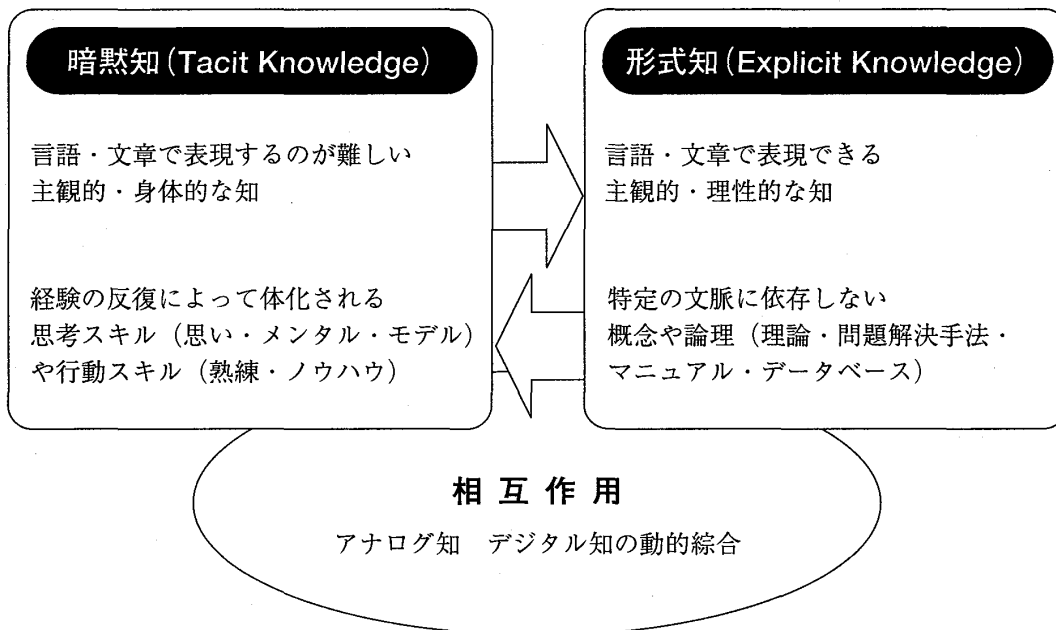 暗黙知(Tacit Knowledge)
言語・文章で表現するのが難しい
主観的・身体的な知
経験の反復によって体化される
思考スキル(思い・メンタル・モデル)
や行動スキル(熟練・ノウハウ)
形式知(Explicit Knowledge)
言語・文章で表現できる
主観的・理性的な知
特定の文脈に依存しない
概念や論理(理論・問題解決手法・
マニュアル・データベース)
相互作用
アナログ知 デジタル知の動的綜合